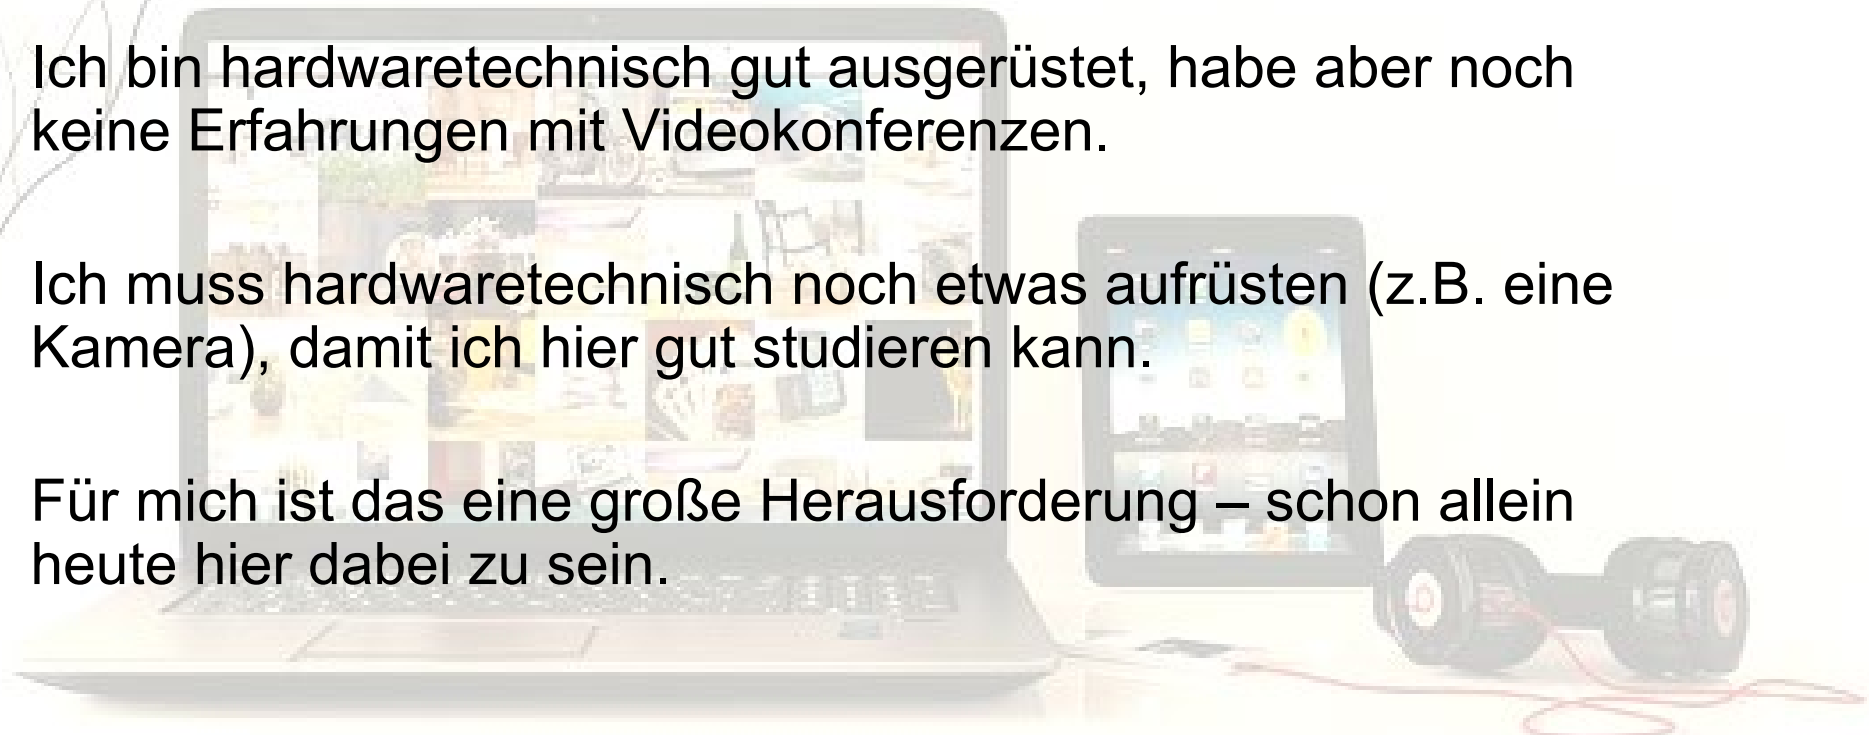 Ich bin hardwaretechnisch gut ausgerüstet, habe aber noch
keine Erfahrungen mit Videokonferenzen.
Ich muss hardwaretechnisch noch etwas aufrüsten (z.B. eine
Kamera), damit ich hier gut studieren kann.
Für mich ist das eine große Herausforderung – schon allein
heute hier dabei zu sein.